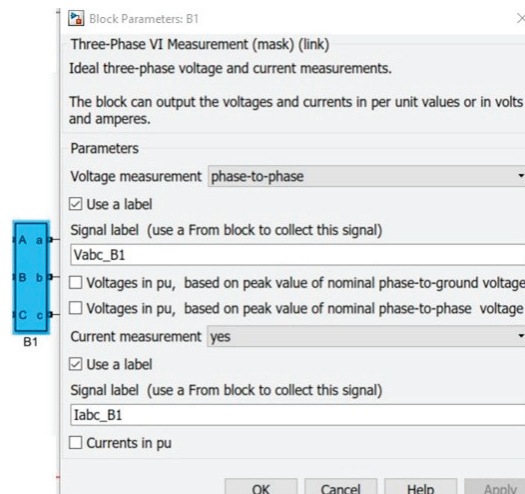 Block Parameters: B1
Three-Phase VI Measurement (mask) (link)
Ideal three-phase voltage and current measurements.
The block can output the voltages and currents in per unit values or in volts
and amperes.
Parameters
Voltage measurement phase-to-phase
Use a label
Signal label (use a From block to collect this signal)
Vabc_B1
Voltages in pu, based on peak value of nominal phase-to-ground voltage
Voltages in pu, based on peak value of nominal phase-to-phase voltage
Current measurement yes
Use a label
Signal label (use a From block to collect this signal)
Iabc_B1
Currents in pu
OK Cancel Help Apply
A a
B b
C c
B1